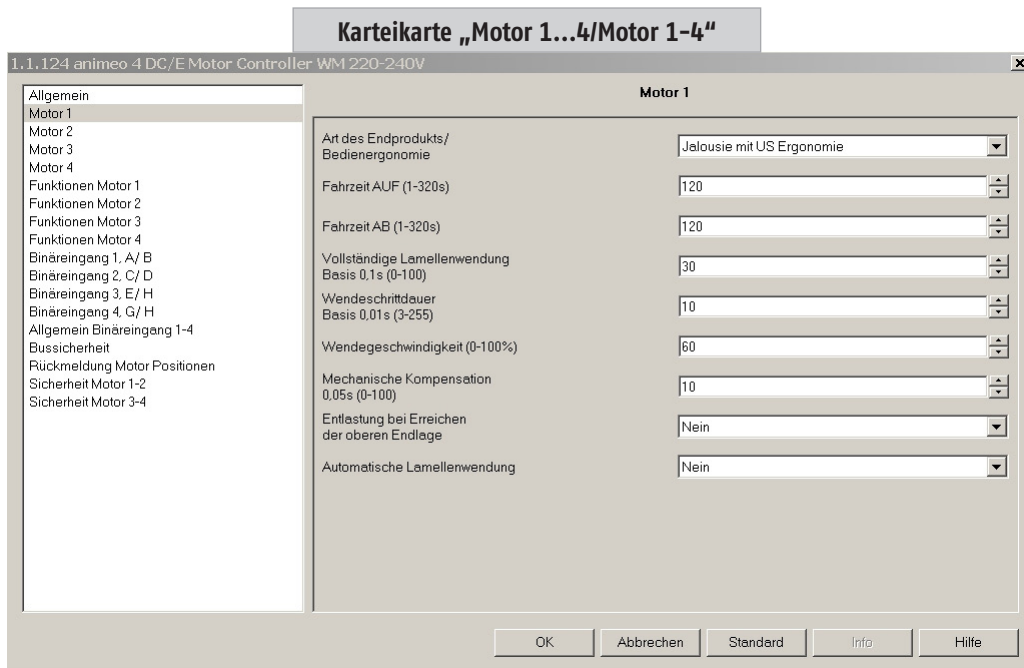 Karteikarte „Motor 1...4/Motor 1-4“
1.1.124 animeo 4 DC/E Motor Controller WM 220-240V
Allgemein
Motor 1
Motor 2
Motor 3
Motor 4
Funktionen Motor 1
Funktionen Motor 2
Funktionen Motor 3
Funktionen Motor 4
Binäreingang 1, A/ B
Binäreingang 2, C/ D
Binäreingang 3, E/ H
Binäreingang 4, G/ H
Allgemein Binäreingang 1-4
Bussicherheit
Rückmeldung Motor Positionen
Sicherheit Motor 1-2
Sicherheit Motor 3-4
Motor 1
Art des Endprodukts/
Bedienergonomie
Jalousie mit US Ergonomie
Fahrzeit AUF (1-320s)
120
Fahrzeit AB (1-320s)
120
Vollständige Lamellenwendung
Basis 0,1s (0-100)
30
Wendeschrittdauer
Basis 0,01s (3-255)
10
Wendegeschwindigkeit (0-100%)
60
Mechanische Kompensation
0,05s (0-100)
10
Entlastung bei Erreichen
der oberen Endlage
Nein
Automatische Lamellenwendung
Nein
OK
Abbrechen
Standard
Info
Hilfe